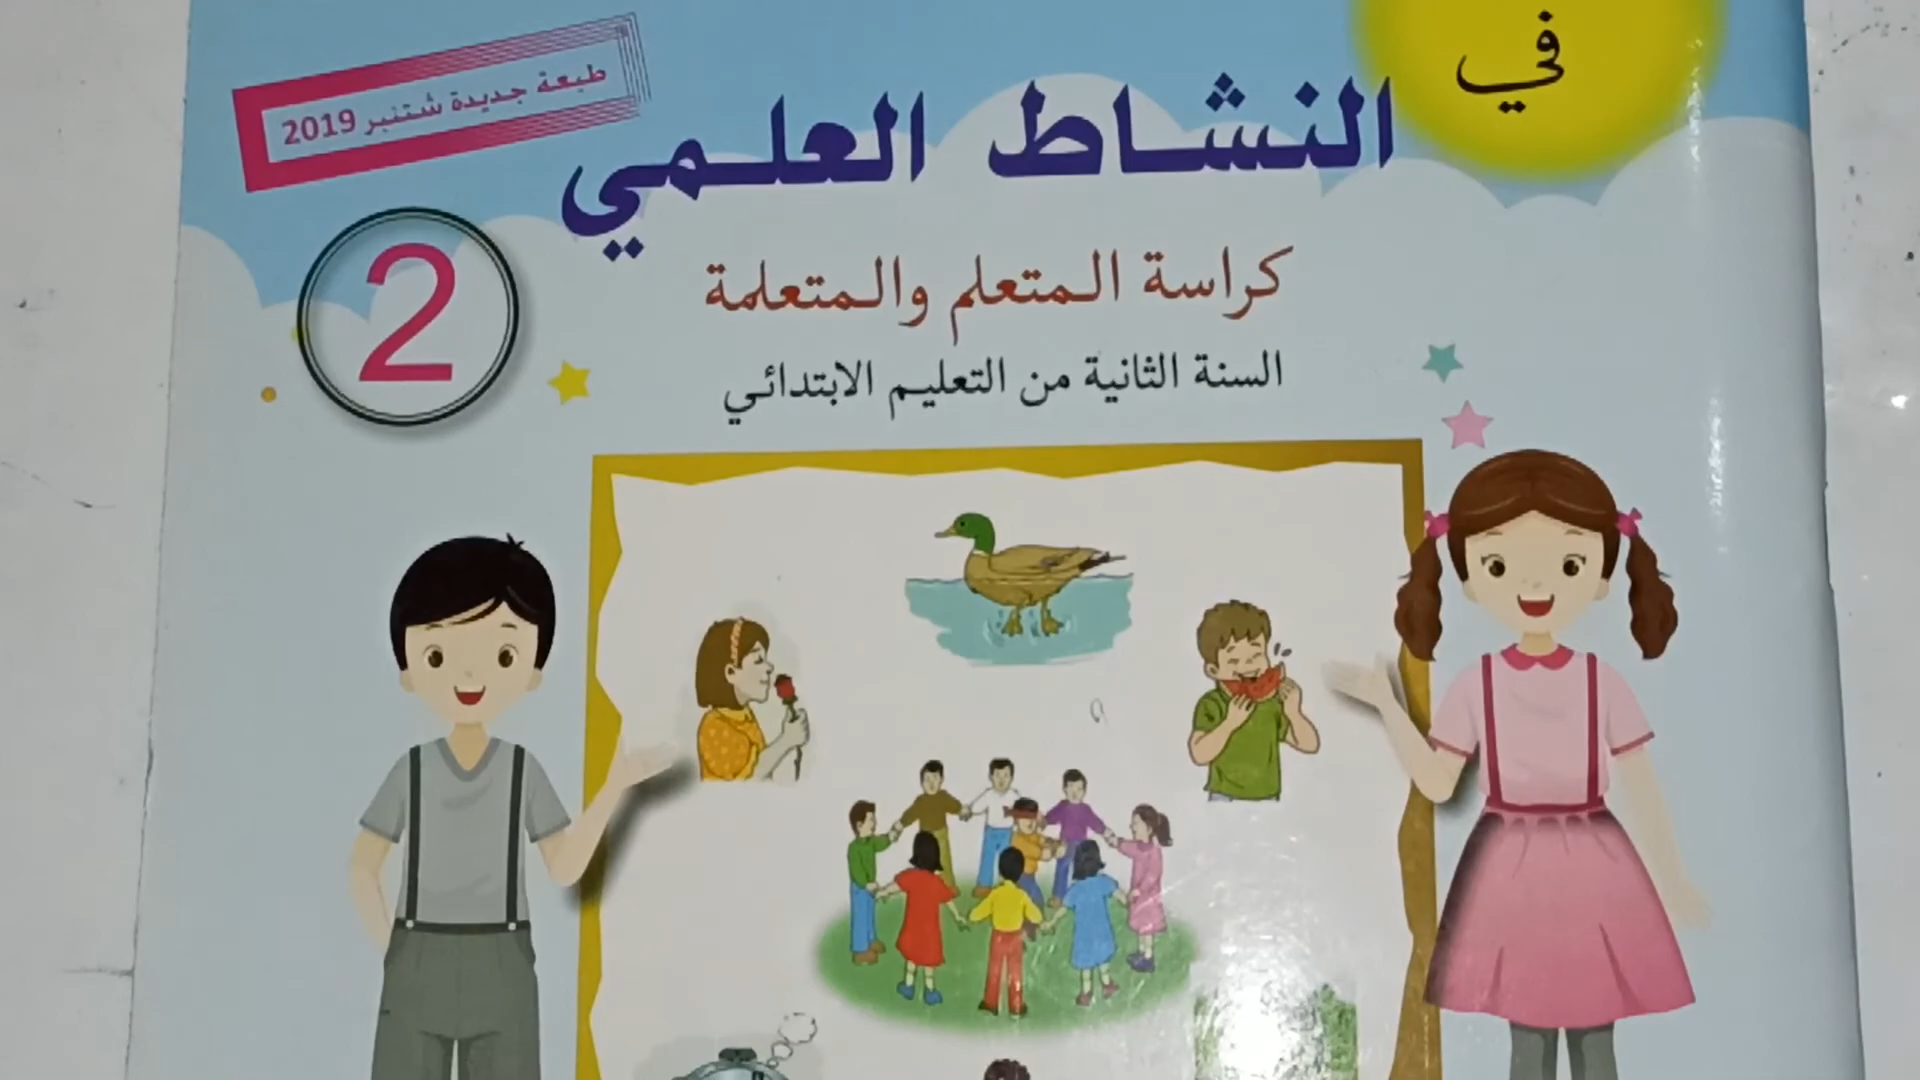 في
النشاط العلمي
طبعة جديدة شتنبر 2019
2
كراسة المتعلم والمتعلمة
السنة الثانية من التعليم الابتدائي